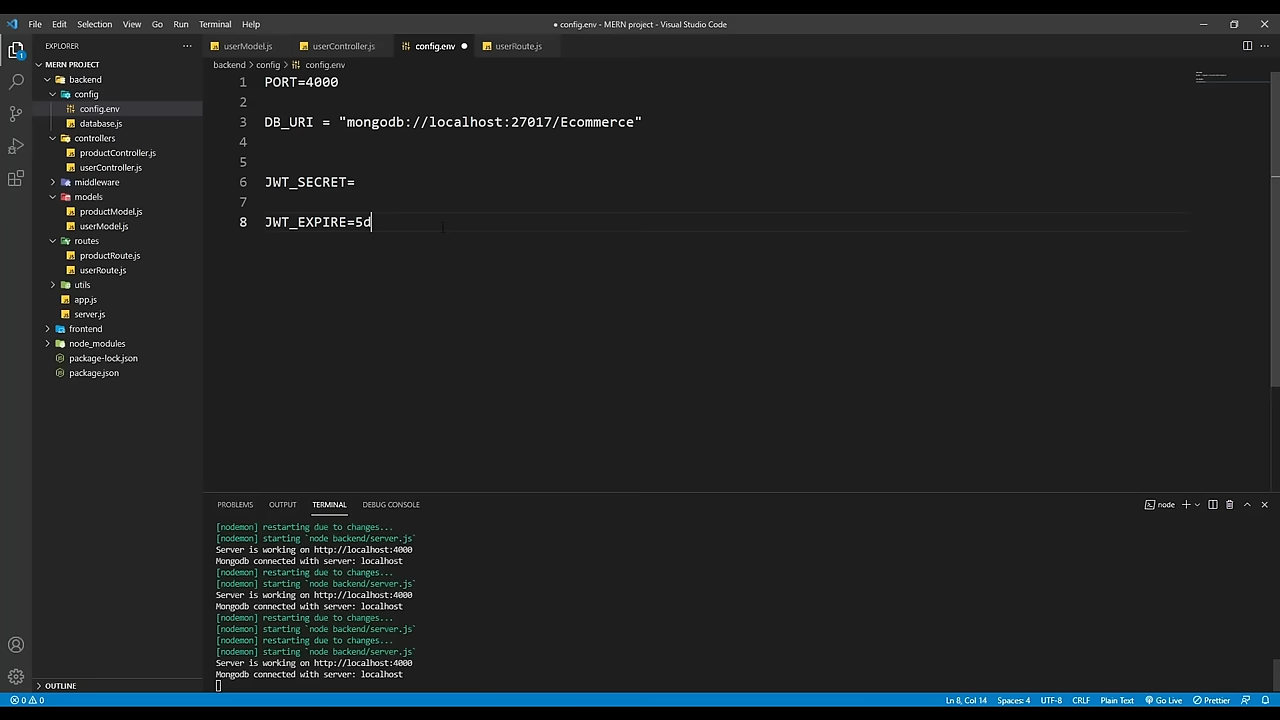 File Edit Selection View Go Run Terminal Help
● config.env - MERN project - Visual Studio Code
EXPLORER
userModel.js userController.js config.env userRoute.js
MERN PROJECT
backend
config
config.env
database.js
controllers
productController.js
userController.js
middleware
models
productModel.js
userModel.js
routes
productRoute.js
userRoute.js
utils
app.js
server.js
frontend
node_modules
package-lock.json
package.json
OUTLINE
backend > config > config.env
1 PORT=4000
2
3 DB_URI = "mongodb://localhost:27017/Ecommerce"
4
5
6 JWT_SECRET=
7
8 JWT_EXPIRE=5d
PROBLEMS OUTPUT TERMINAL DEBUG CONSOLE
node
[nodemon] restarting due to changes...
[nodemon] starting `node backend/server.js`
Server is working on http://localhost:4000
Mongodb connected with server: localhost
[nodemon] restarting due to changes...
[nodemon] starting `node backend/server.js`
Server is working on http://localhost:4000
Mongodb connected with server: localhost
[nodemon] restarting due to changes...
[nodemon] starting `node backend/server.js`
[nodemon] restarting due to changes...
[nodemon] starting `node backend/server.js`
Server is working on http://localhost:4000
Mongodb connected with server: localhost
0 0
Ln 8, Col 14 Spaces: 4 UTF-8 CRLF Plain Text Go Live Prettier